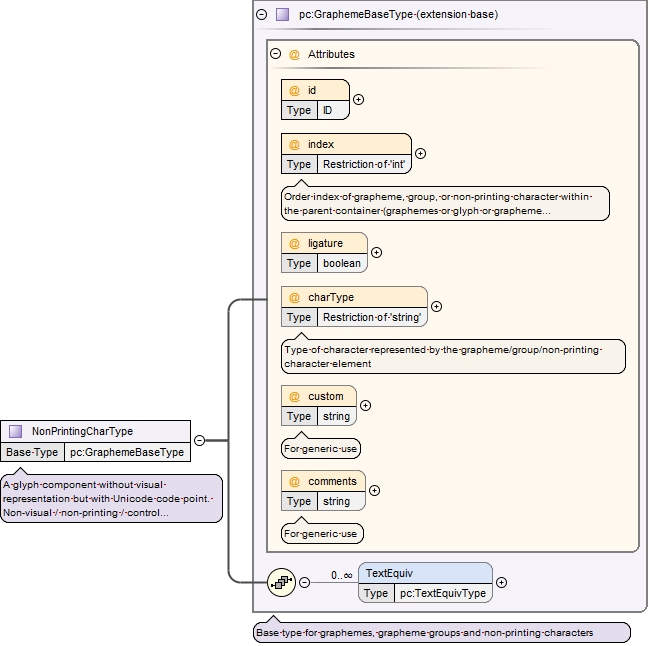 pc:GraphemeBaseType·(extension-base)
@ Attributes
@ id
Type ID
@ index
Type Restriction·of·'int'
Order·index·of·grapheme,·group,·or·non-printing·character·within·
the·parent·container·(graphemes·or·glyph·or·grapheme...
@ ligature
Type boolean
@ charType
Type Restriction·of·'string'
Type·of·character·represented·by·the·grapheme/group/non-printing·
character·element
@ custom
Type string
For·generic·use
@ comments
Type string
For·generic·use
NonPrintingCharType
Base·Type pc:GraphemeBaseType
A·glyph·component·without·visual·
representation·but·with·Unicode·code·point.·
Non-visual·/·non-printing·/·control...
0..∞ TextEquiv
Type pc:TextEquivType
Base·type·for·graphemes,·grapheme·groups·and·non-printing·characters